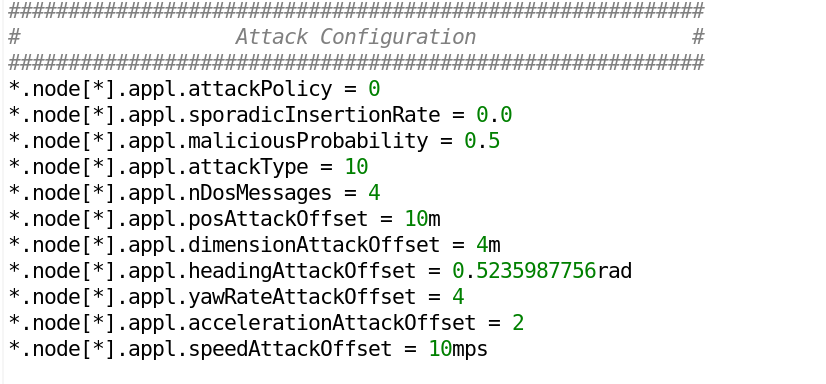 ##########################################################
#                  Attack Configuration                  #
##########################################################
*.node[*].appl.attackPolicy = 0
*.node[*].appl.sporadicInsertionRate = 0.0
*.node[*].appl.maliciousProbability = 0.5
*.node[*].appl.attackType = 10
*.node[*].appl.nDosMessages = 4
*.node[*].appl.posAttackOffset = 10m
*.node[*].appl.dimensionAttackOffset = 4m
*.node[*].appl.headingAttackOffset = 0.5235987756rad
*.node[*].appl.yawRateAttackOffset = 4
*.node[*].appl.accelerationAttackOffset = 2
*.node[*].appl.speedAttackOffset = 10mps